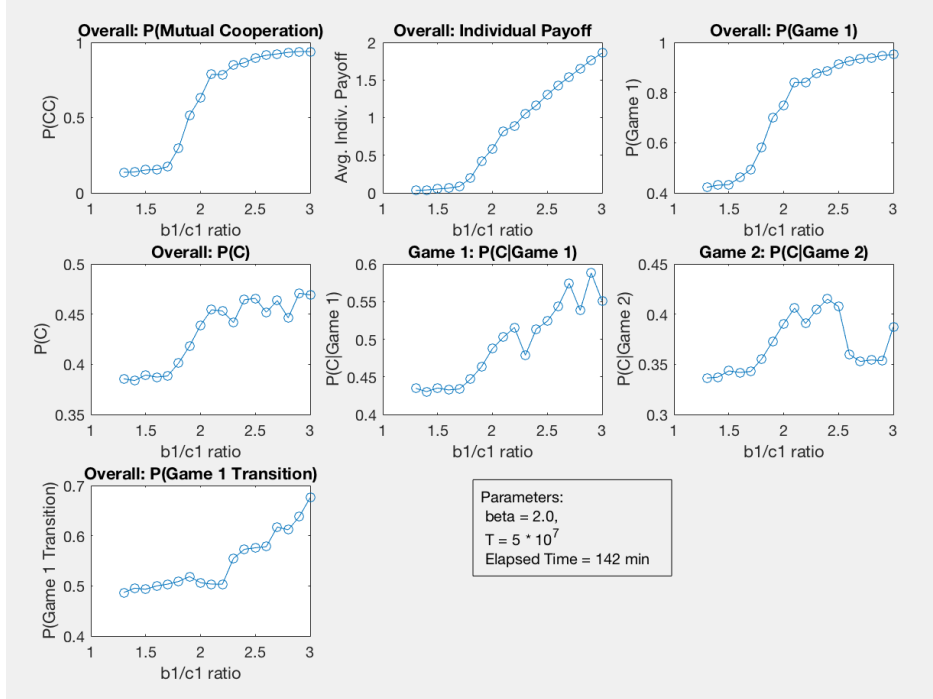 Overall: P(Mutual Cooperation)
P(CC)
1
0.5
0
1 1.5 2 2.5 3
b1/c1 ratio
Overall: Individual Payoff
Avg. Indiv. Payoff
2
1.5
1
0.5
0
1 1.5 2 2.5 3
b1/c1 ratio
Overall: P(Game 1)
P(Game 1)
1
0.8
0.6
0.4
1 1.5 2 2.5 3
b1/c1 ratio
Overall: P(C)
P(C)
0.5
0.45
0.4
0.35
1 1.5 2 2.5 3
b1/c1 ratio
Game 1: P(C|Game 1)
P(C|Game 1)
0.6
0.55
0.5
0.45
0.4
1 1.5 2 2.5 3
b1/c1 ratio
Game 2: P(C|Game 2)
P(C|Game 2)
0.45
0.4
0.35
0.3
1 1.5 2 2.5 3
b1/c1 ratio
Overall: P(Game 1 Transition)
P(Game 1 Transition)
0.7
0.6
0.5
0.4
1 1.5 2 2.5 3
b1/c1 ratio
Parameters:
beta = 2.0,
T = 5 * 10^7
Elapsed Time = 142 min